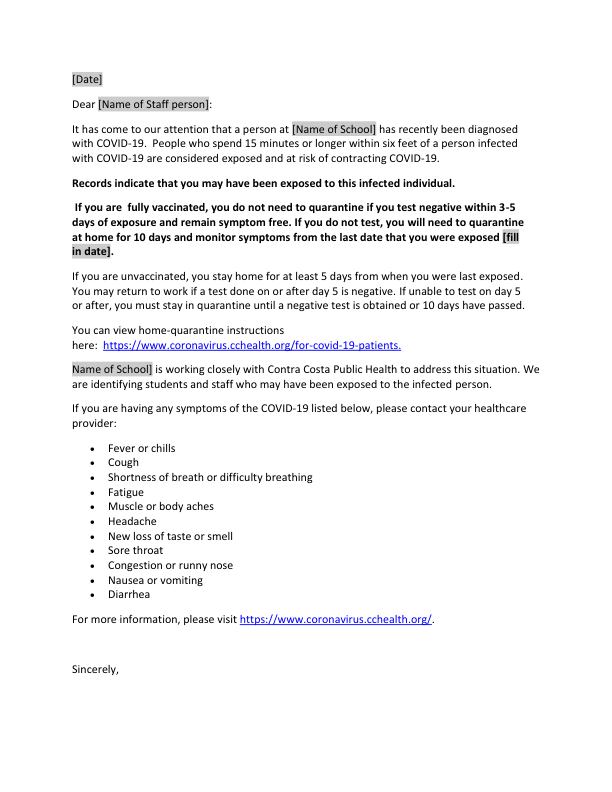 [Date]
Dear [Name of Staff person]:
It has come to our attention that a person at [Name of School] has recently been diagnosed
with COVID-19.  People who spend 15 minutes or longer within six feet of a person infected
with COVID-19 are considered exposed and at risk of contracting COVID-19.
Records indicate that you may have been exposed to this infected individual.
If you are  fully vaccinated, you do not need to quarantine if you test negative within 3-5
days of exposure and remain symptom free. If you do not test, you will need to quarantine
at home for 10 days and monitor symptoms from the last date that you were exposed [fill
in date].
If you are unvaccinated, you stay home for at least 5 days from when you were last exposed.
You may return to work if a test done on or after day 5 is negative. If unable to test on day 5
or after, you must stay in quarantine until a negative test is obtained or 10 days have passed.
You can view home-quarantine instructions
here:  https://www.coronavirus.cchealth.org/for-covid-19-patients.
Name of School] is working closely with Contra Costa Public Health to address this situation. We
are identifying students and staff who may have been exposed to the infected person.
If you are having any symptoms of the COVID-19 listed below, please contact your healthcare
provider:
• Fever or chills
• Cough
• Shortness of breath or difficulty breathing
• Fatigue
• Muscle or body aches
• Headache
• New loss of taste or smell
• Sore throat
• Congestion or runny nose
• Nausea or vomiting
• Diarrhea
For more information, please visit https://www.coronavirus.cchealth.org/.
Sincerely,